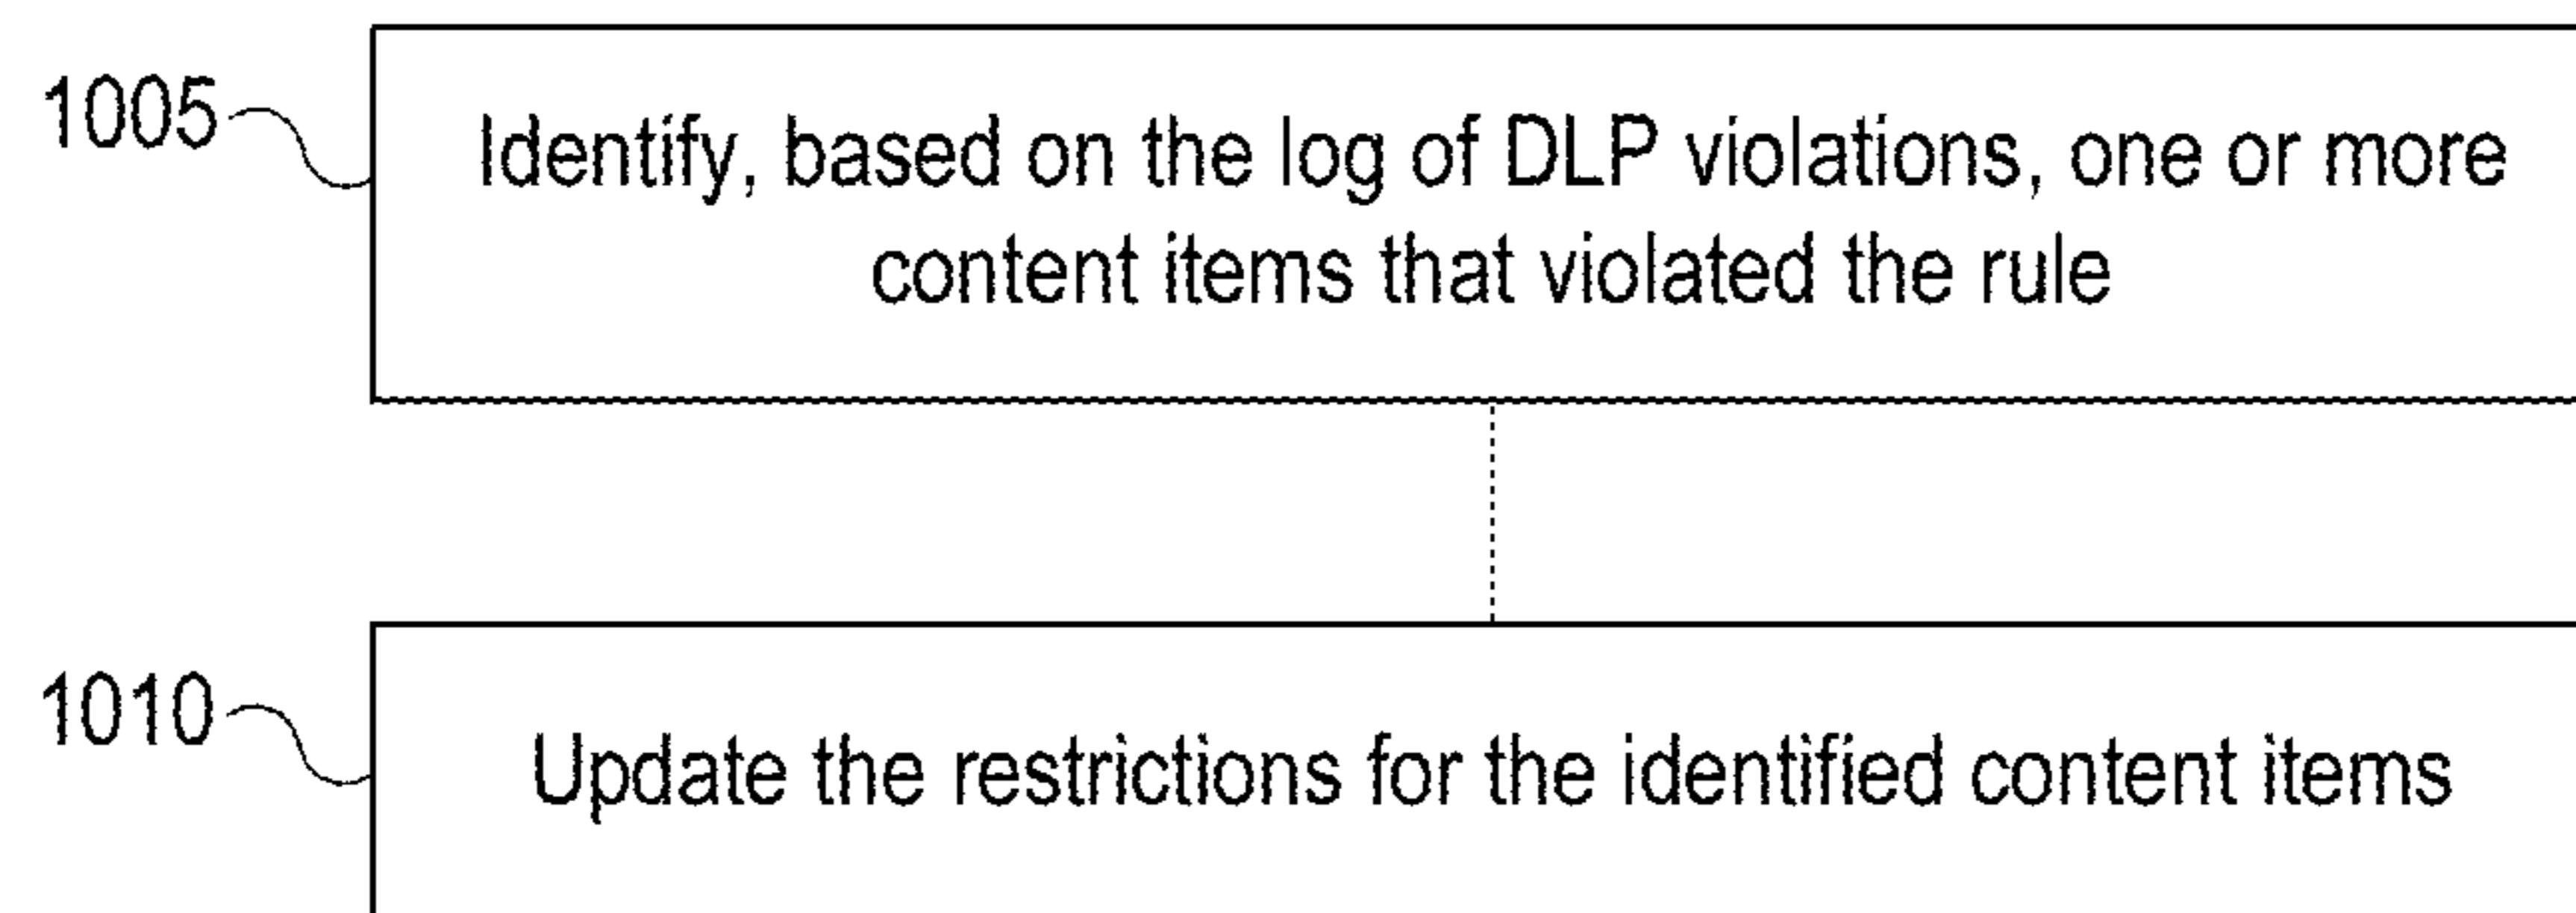 1005
Identify, based on the log of DLP violations, one or more
content items that violated the rule
1010
Update the restrictions for the identified content items